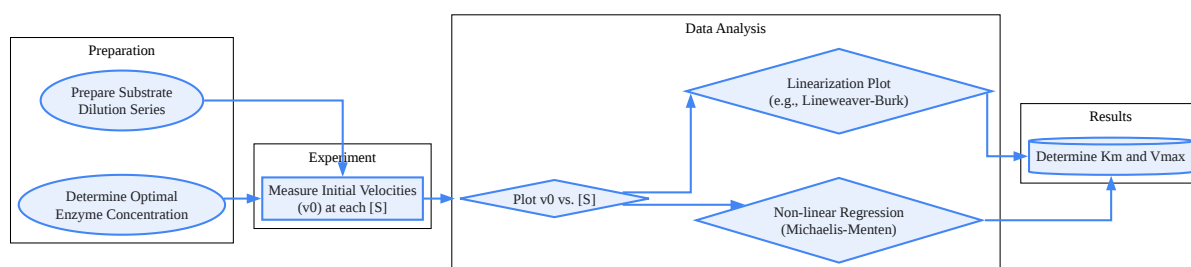 Preparation
Prepare Substrate
Dilution Series
Determine Optimal
Enzyme Concentration
Experiment
Measure Initial Velocities
(v0) at each [S]
Data Analysis
Plot v0 vs. [S]
Linearization Plot
(e.g., Lineweaver-Burk)
Non-linear Regression
(Michaelis-Menten)
Results
Determine Km and Vmax